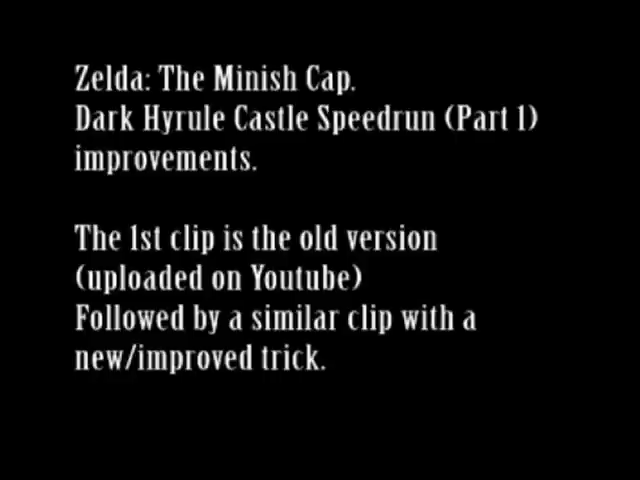 Zelda: The Minish Cap.
Dark Hyrule Castle Speedrun (Part 1)
improvements.
The 1st clip is the old version
(uploaded on Youtube)
Followed by a similar clip with a
new/improved trick.